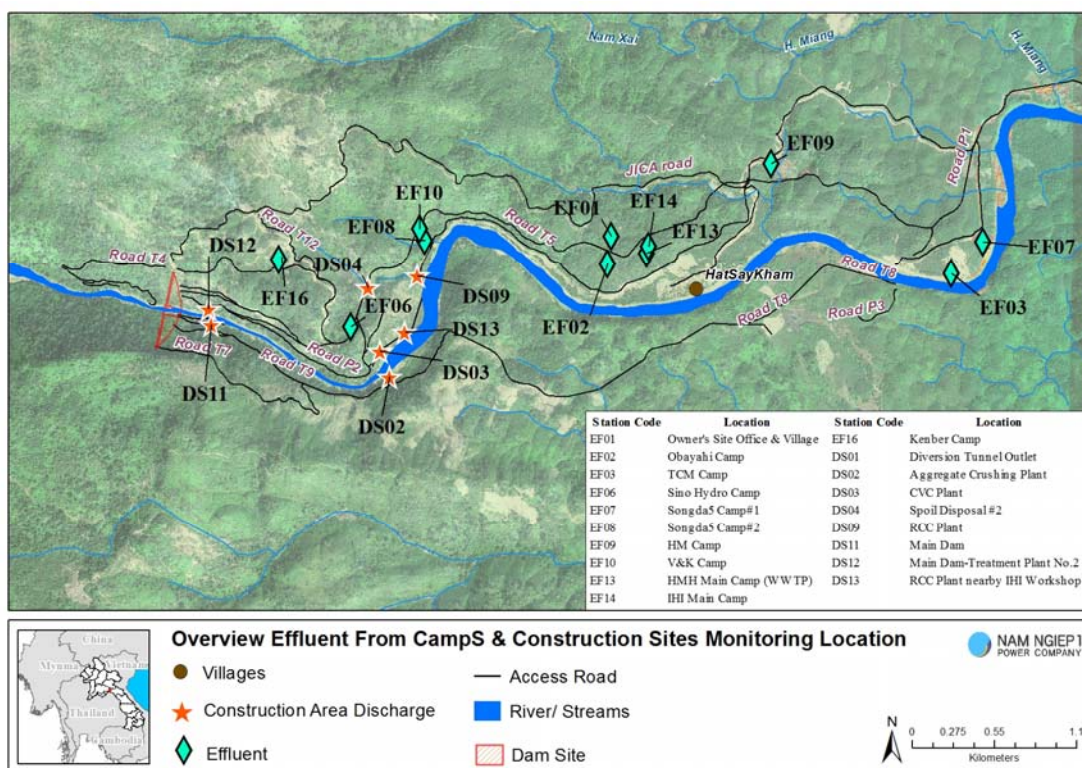 Nam Xai
H. Miang
H. Miang
Road P1
EF09
JICA road
EF10
EF01
EF14
Road T12
EF08
Road T5
EF13
DS12
DS04
Road T4
EF07
EF16
HatSayKham
Road T8
DS09
EF06
EF02
EF03
Road T8
Road P3
DS13
Road T7
Road P2
Road T9
DS03
DS11
DS02
Station Code Location Station Code Location
EF01 Owner's Site Office & Village EF16 Kenber Camp
EF02 Obayahi Camp DS01 Diversion Tunnel Outlet
EF03 TCM Camp DS02 Aggregate Crushing Plant
EF06 Sino Hydro Camp DS03 CVC Plant
EF07 Songda5 Camp#1 DS04 Spoil Disposal #2
EF08 Songda5 Camp#2 DS09 RCC Plant
EF09 HM Camp DS11 Main Dam
EF10 V&K Camp DS12 Main Dam-Treatment Plant No.2
EF13 HMH Main Camp (WWTP) DS13 RCC Plant nearby IHI Workshop
EF14 IHI Main Camp
Overview Effluent From CampS & Construction Sites Monitoring Location
NAM NGIEP 1
POWER COMPANY
China
Vietnam
Thailand
Cambodia
Villages
Access Road
Construction Area Discharge
River/ Streams
Effluent
Dam Site
N
0 0.275 0.55 1.1
Kilometers